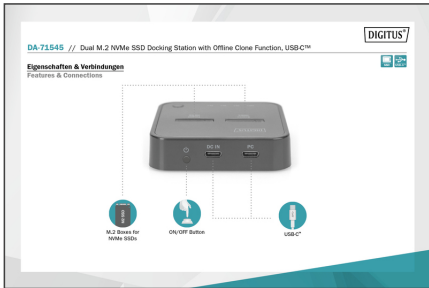 DIGITUS®
DA-71545 // Dual M.2 NVMe SSD Docking Station with Offline Clone Function, USB-C™
Eigenschaften & Verbindungen
Features & Connections
DC IN
PC
M.2 Boxes for
NVMe SSDs
ON/OFF Button
USB-C™